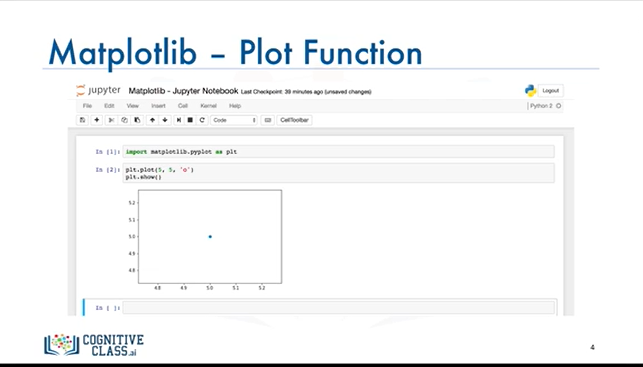 Matplotlib – Plot Function
jupyter Matplotlib - Jupyter Notebook Last Checkpoint: 39 minutes ago (unsaved changes)
Logout
File Edit View Insert Cell Kernel Help
Python 2
Code
CellToolbar
In [1]: import matplotlib.pyplot as plt
In [2]: plt.plot(5, 5, 'o')
plt.show()
5.2
5.1
5.0
4.9
4.8
4.8 4.9 5.0 5.1 5.2
In [ ]:
COGNITIVE
CLASS.ai
4